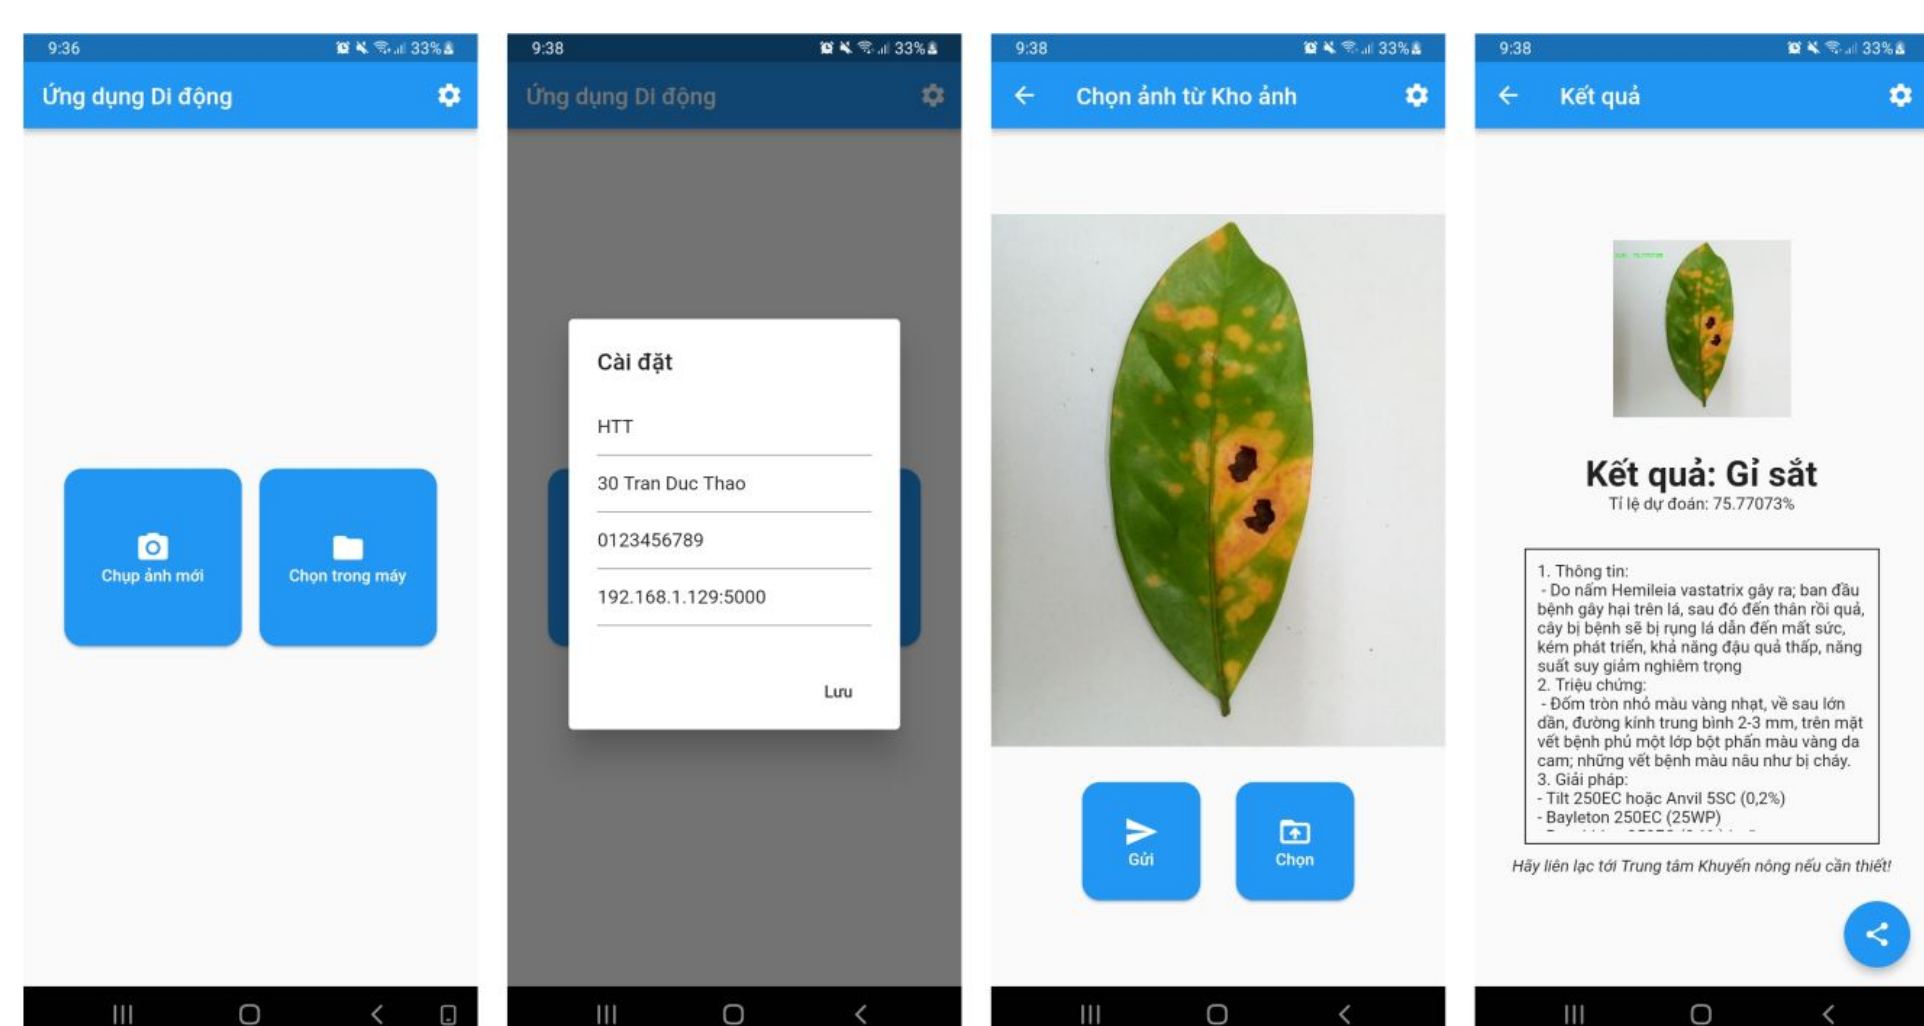 9:36
33%
Ứng dụng Di động
Chụp ảnh mới
Chọn trong máy
9:38
33%
Ứng dụng Di động
Cài đặt
HTT
30 Tran Duc Thao
0123456789
192.168.1.129:5000
Lưu
9:38
33%
Chọn ảnh từ Kho ảnh
Gửi
Chọn
9:38
33%
Kết quả
Kết quả: Gỉ sắt
Tỉ lệ dự đoán: 75.77073%
1. Thông tin:
- Do nấm Hemileia vastatrix gây ra; ban đầu
bệnh gây hại trên lá, sau đó đến thân rồi quả,
cây bị bệnh sẽ bị rụng lá dẫn đến mất sức,
kém phát triển, khả năng đậu quả thấp, năng
suất suy giảm nghiêm trọng
2. Triệu chứng:
- Đốm tròn nhỏ màu vàng nhạt, về sau lớn
dần, đường kính trung bình 2-3 mm, trên mặt
vết bệnh phủ một lớp bột phấn màu vàng da
cam; những vết bệnh màu nâu như bị cháy.
3. Giải pháp:
- Tilt 250EC hoặc Anvil 5SC (0,2%)
- Bayleton 250EC (25WP)
Hãy liên lạc tới Trung tâm Khuyến nông nếu cần thiết!